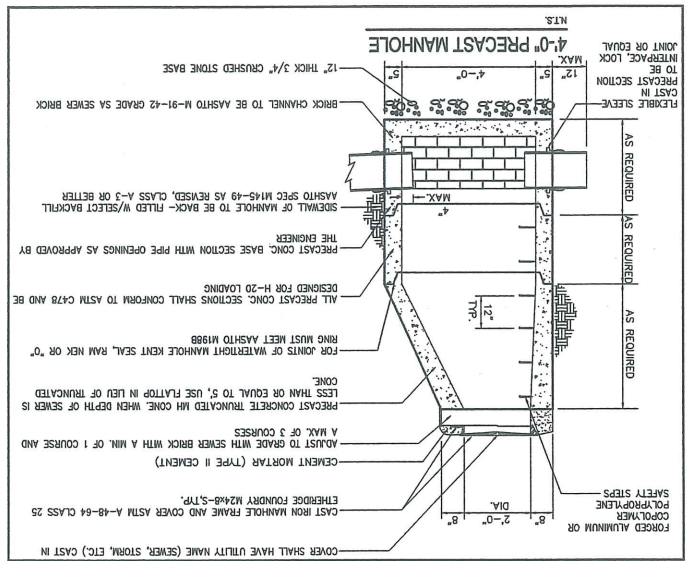 COVER SHALL HAVE UTILITY NAME (SEWER, STORM, ETC) CAST IN
CAST IRON MANHOLE FRAME AND COVER ASTM A-48-64 CLASS 25
ETHERIDGE FOUNDRY M248-S,TYP.
CEMENT MORTAR (TYPE II CEMENT)
ADJUST TO GRADE WITH SEWER BRICK WITH A MIN. OF 1 COURSE AND
A MAX. OF 3 COURSES
PRECAST CONCRETE TRUNCATED MH CONE. WHEN DEPTH OF SEWER IS
LESS THAN OR EQUAL TO 5', USE FLATTOP IN LIEU OF TRUNCATED
CONE.
FOR JOINTS OF WATERTIGHT MANHOLE KENT SEAL, RAM NEK OR "O"
RING MUST MEET AASHTO M198B
ALL PRECAST CONC. SECTIONS SHALL CONFORM TO ASTM C478 AND BE
DESIGNED FOR H-20 LOADING
PRECAST CONC. BASE SECTION WITH PIPE OPENINGS AS APPROVED BY
THE ENGINEER
SIDEWALL OF MANHOLE TO BE BACK- FILLED W/SELECT BACKFILL
AASHTO SPEC M145-49 AS REVISED, CLASS A-3 OR BETTER
BRICK CHANNEL TO BE AASHTO M-91-42 GRADE SA SEWER BRICK
12" THICK 3/4" CRUSHED STONE BASE
8"
2'-0"
DIA.
8"
FORGED ALUMINUM OR
COPOLYMER
POLYPROPYLENE
SAFETY STEPS
12"
TYP.
AS REQUIRED
AS REQUIRED
AS REQUIRED
4"
MAX.
FLEXIBLE SLEEVE
CAST IN
PRECAST SECTION
TO BE
INTERFACE, LOCK,
JOINT OR EQUAL
12"
MAX.
5"
4'-0"
5"
4'-0" PRECAST MANHOLE
N.T.S.